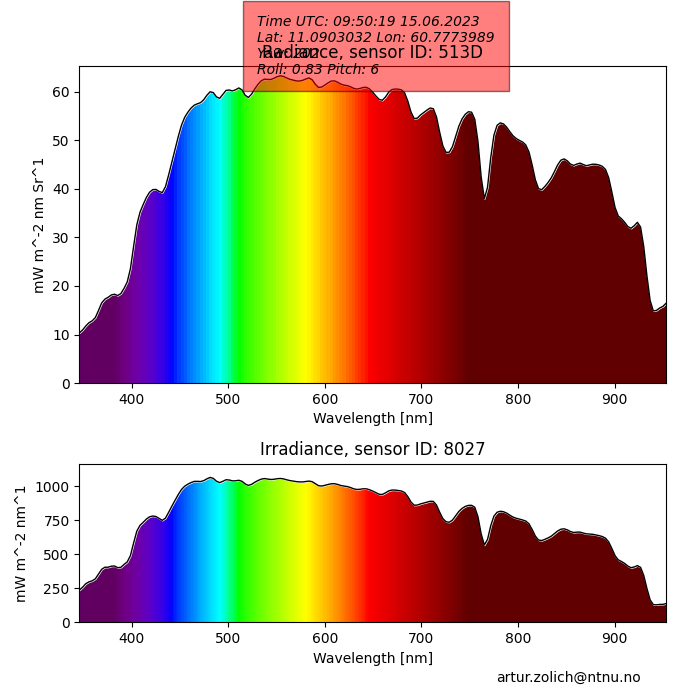 Time UTC: 09:50:19 15.06.2023
Lat: 11.0903032 Lon: 60.7773989
Radiance, sensor ID: 513D
Yaw: 202
Roll: 0.83 Pitch: 6
mW m^-2 nm Sr^1
60
50
40
30
20
10
0
400 500 600 700 800 900
Wavelength [nm]
Irradiance, sensor ID: 8027
mW m^-2 nm^1
1000
750
500
250
0
400 500 600 700 800 900
Wavelength [nm]
artur.zolich@ntnu.no